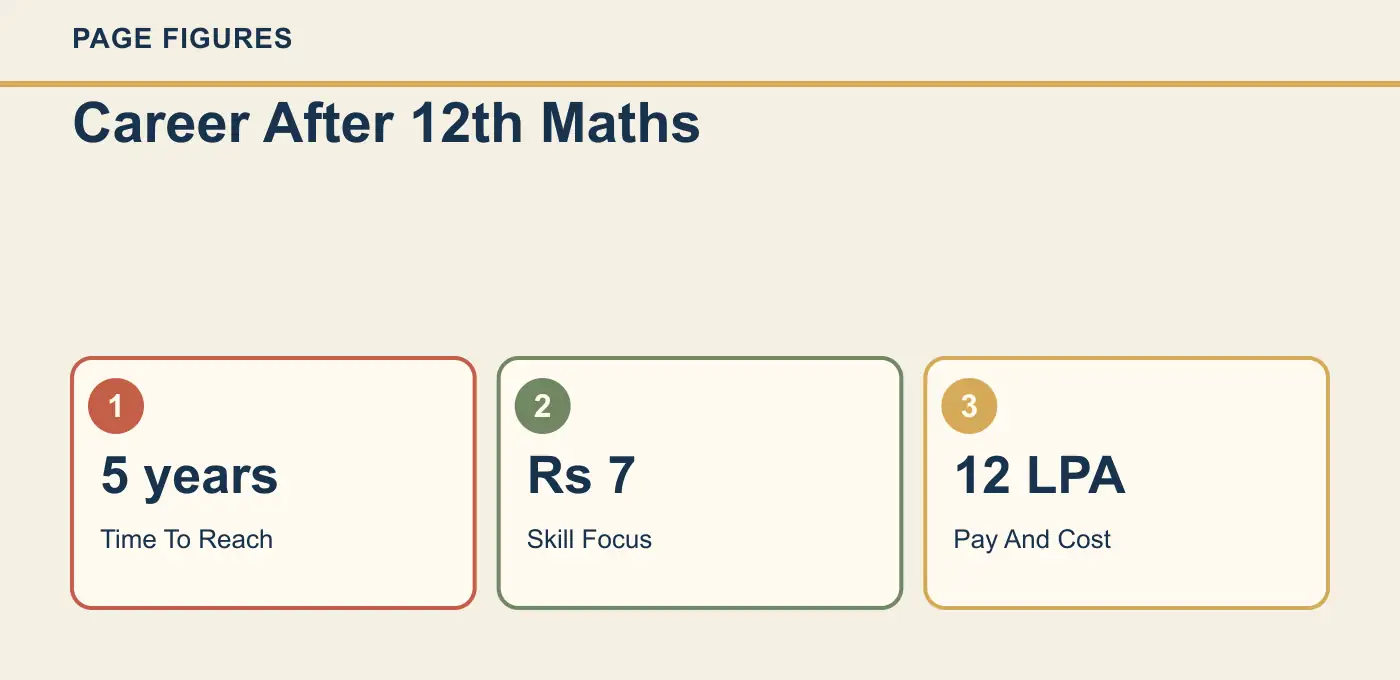 PAGE FIGURES
Career After 12th Maths
1
5 years
Time To Reach
2
Rs 7
Skill Focus
3
12 LPA
Pay And Cost